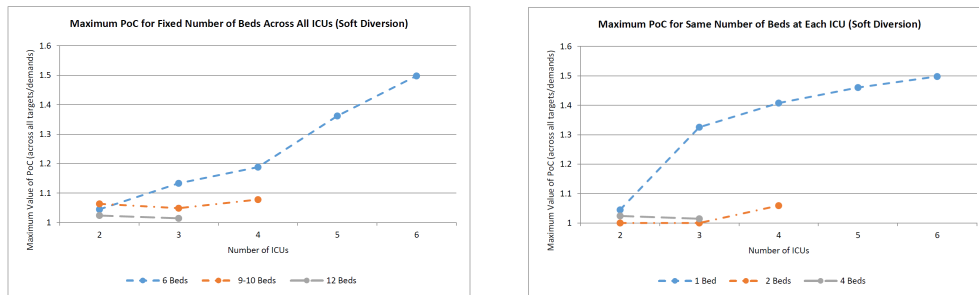 Maximum PoC for Fixed Number of Beds Across All ICUs (Soft Diversion)
Maximum Value of PoC (across all targets/demands)
1.6
1.5
1.4
1.3
1.2
1.1
1
2 3 4 5 6
Number of ICUs
6 Beds 9-10 Beds 12 Beds
Maximum PoC for Same Number of Beds at Each ICU (Soft Diversion)
Maximum Value of PoC (across all targets/demands)
1.6
1.5
1.4
1.3
1.2
1.1
1
2 3 4 5 6
Number of ICUs
1 Bed 2 Beds 4 Beds